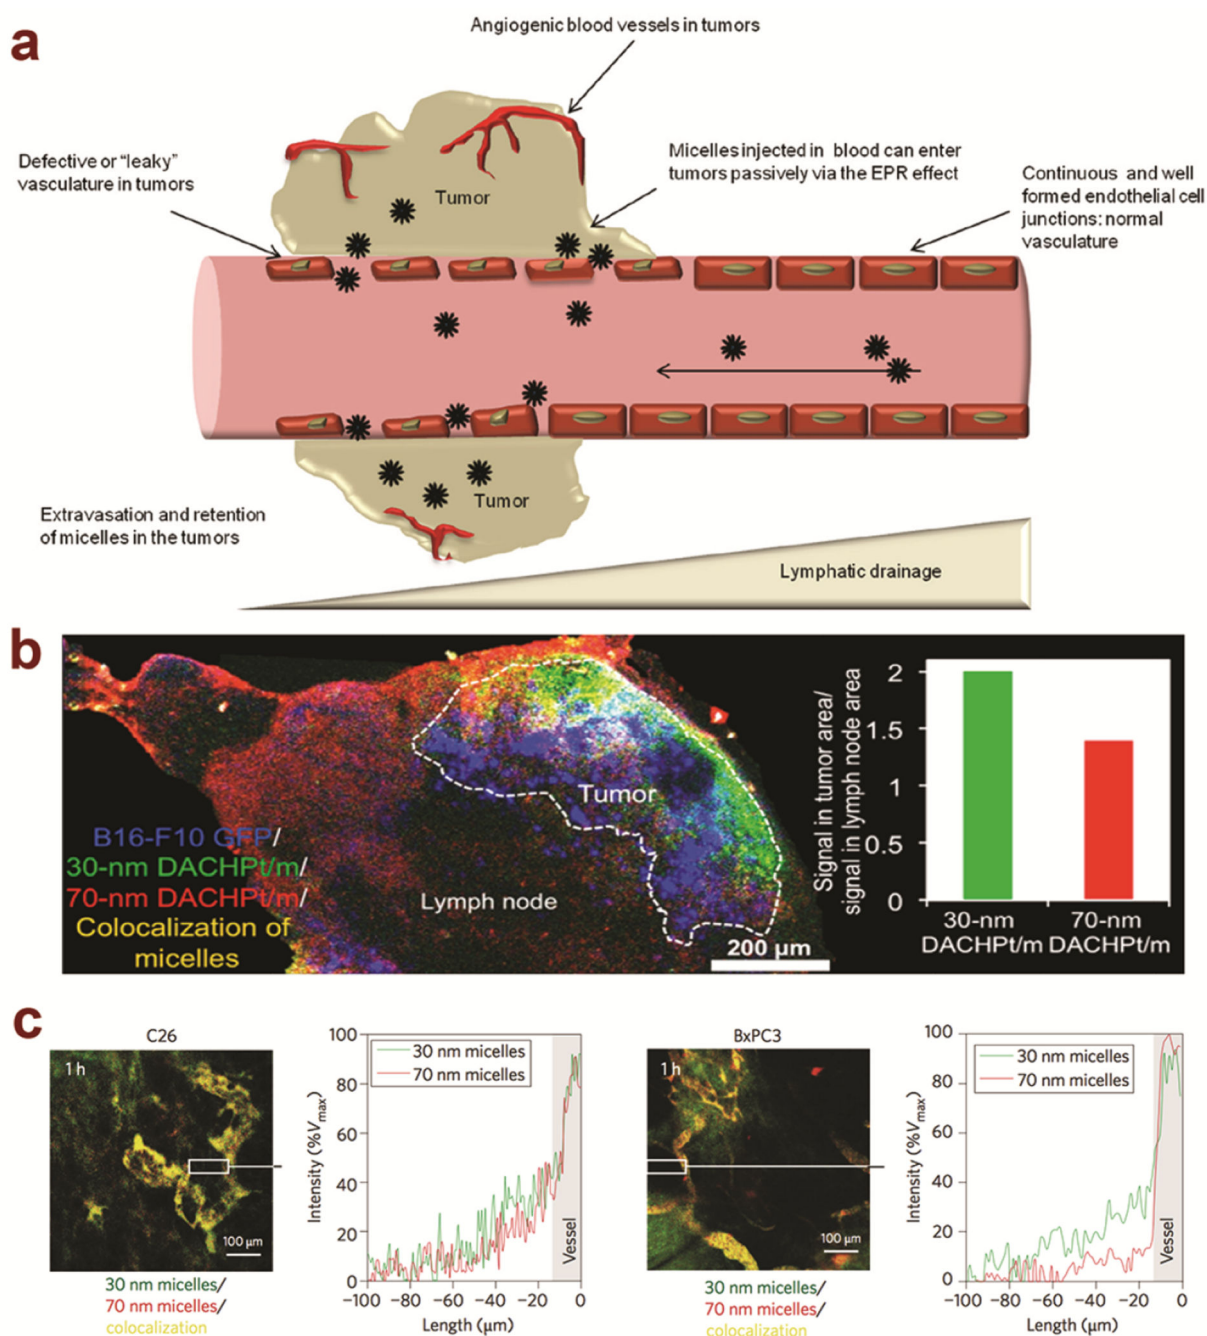 a
Angiogenic blood vessels in tumors
Defective or "leaky"
vasculature in tumors
Micelles injected in blood can enter
tumors passively via the EPR effect
Continuous and well
formed endothelial cell
junctions: normal
vasculature
Tumor
Tumor
Extravasation and retention
of micelles in the tumors
Lymphatic drainage
b
B16-F10 GFP/
30-nm DACHPt/m/
70-nm DACHPt/m/
Colocalization of
micelles
Tumor
Lymph node
200 µm
Signal in tumor area/
signal in lymph node area
2
1.5
1
0.5
0
30-nm
DACHPt/m
70-nm
DACHPt/m
c
C26
1 h
100 µm
30 nm micelles/
70 nm micelles/
colocalization
Intensity (%Vmax)
100
80
60
40
20
0
30 nm micelles
70 nm micelles
Vessel
−100 −80 −60 −40 −20 0
Length (µm)
BxPC3
1 h
100 µm
30 nm micelles/
70 nm micelles/
colocalization
Intensity (%Vmax)
100
80
60
40
20
0
30 nm micelles
70 nm micelles
Vessel
−100 −80 −60 −40 −20 0
Length (µm)